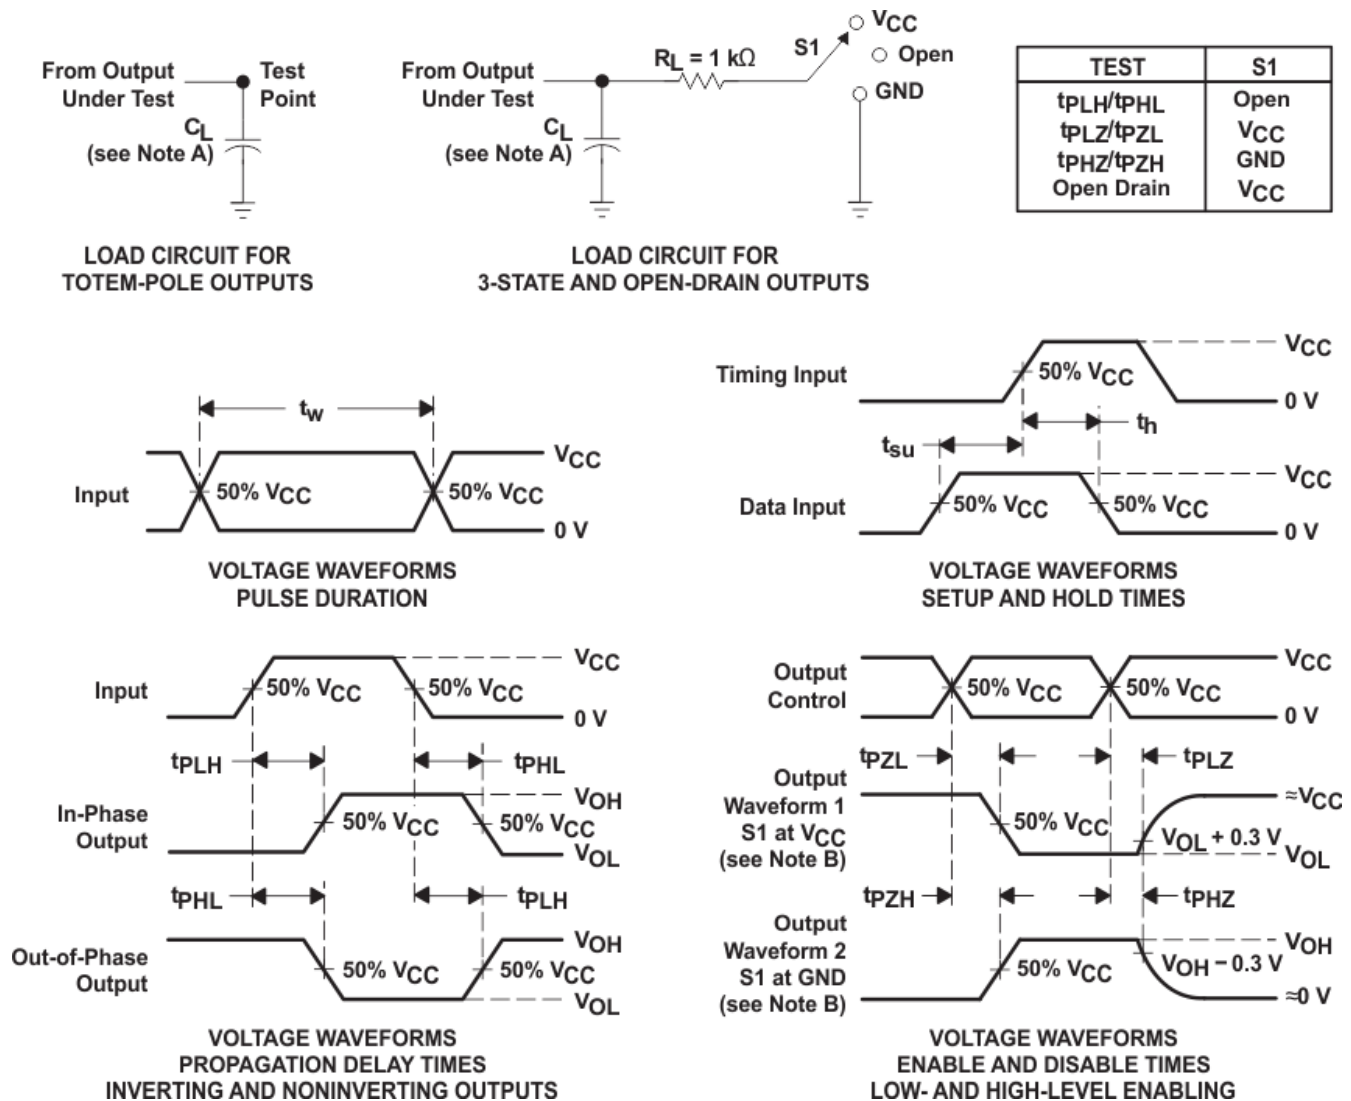 From Output
Under Test
Test
Point
CL
(see Note A)
LOAD CIRCUIT FOR
TOTEM-POLE OUTPUTS
From Output
Under Test
RL = 1 kΩ
S1
VCC
Open
GND
CL
(see Note A)
LOAD CIRCUIT FOR
3-STATE AND OPEN-DRAIN OUTPUTS
TEST S1
tPLH/tPHL Open
tPLZ/tPZL VCC
tPHZ/tPZH GND
Open Drain VCC
tw
Input
50% VCC
50% VCC
VCC
0 V
VOLTAGE WAVEFORMS
PULSE DURATION
Timing Input
50% VCC
VCC
0 V
th
tsu
Data Input
50% VCC
50% VCC
VCC
0 V
VOLTAGE WAVEFORMS
SETUP AND HOLD TIMES
Input
50% VCC
50% VCC
VCC
0 V
tPLH
tPHL
In-Phase
Output
50% VCC
50% VCC
VOH
VOL
tPHL
tPLH
Out-of-Phase
Output
50% VCC
50% VCC
VOH
VOL
VOLTAGE WAVEFORMS
PROPAGATION DELAY TIMES
INVERTING AND NONINVERTING OUTPUTS
Output
Control
50% VCC
50% VCC
VCC
0 V
tPZL
tPLZ
Output
Waveform 1
S1 at VCC
(see Note B)
50% VCC
≈VCC
VOL + 0.3 V
VOL
tPZH
tPHZ
Output
Waveform 2
S1 at GND
(see Note B)
50% VCC
VOH
VOH − 0.3 V
≈0 V
VOLTAGE WAVEFORMS
ENABLE AND DISABLE TIMES
LOW- AND HIGH-LEVEL ENABLING